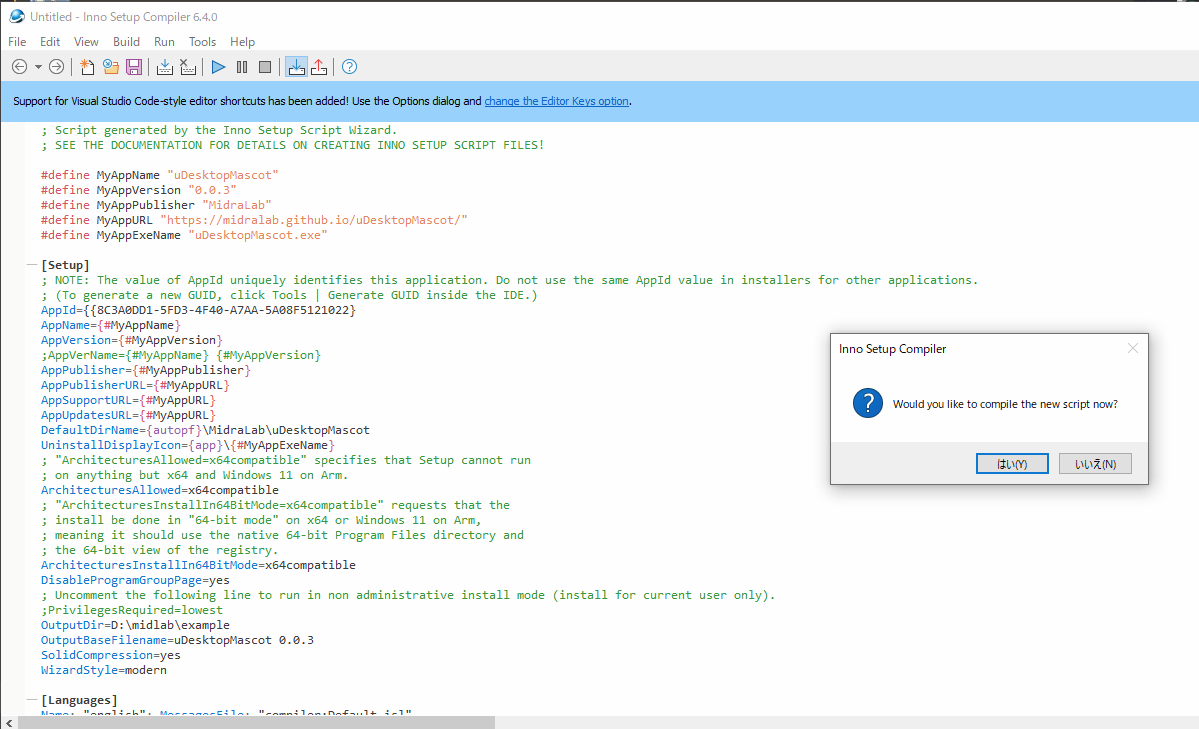 Untitled - Inno Setup Compiler 6.4.0
File Edit View Build Run Tools Help
Support for Visual Studio Code-style editor shortcuts has been added! Use the Options dialog and change the Editor Keys option.
; Script generated by the Inno Setup Script Wizard.
; SEE THE DOCUMENTATION FOR DETAILS ON CREATING INNO SETUP SCRIPT FILES!
#define MyAppName "uDesktopMascot"
#define MyAppVersion "0.0.3"
#define MyAppPublisher "MidraLab"
#define MyAppURL "https://midralab.github.io/uDesktopMascot/"
#define MyAppExeName "uDesktopMascot.exe"
[Setup]
; NOTE: The value of AppId uniquely identifies this application. Do not use the same AppId value in installers for other applications.
; (To generate a new GUID, click Tools | Generate GUID inside the IDE.)
AppId={{8C3A0DD1-5FD3-4F40-A7AA-5A08F5121022}
AppName={#MyAppName}
AppVersion={#MyAppVersion}
;AppVerName={#MyAppName} {#MyAppVersion}
AppPublisher={#MyAppPublisher}
AppPublisherURL={#MyAppURL}
AppSupportURL={#MyAppURL}
AppUpdatesURL={#MyAppURL}
DefaultDirName={autopf}\MidraLab\uDesktopMascot
UninstallDisplayIcon={app}\{#MyAppExeName}
; "ArchitecturesAllowed=x64compatible" specifies that Setup cannot run
; on anything but x64 and Windows 11 on Arm.
ArchitecturesAllowed=x64compatible
; "ArchitecturesInstallIn64BitMode=x64compatible" requests that the
; install be done in "64-bit mode" on x64 or Windows 11 on Arm,
; meaning it should use the native 64-bit Program Files directory and
; the 64-bit view of the registry.
ArchitecturesInstallIn64BitMode=x64compatible
DisableProgramGroupPage=yes
; Uncomment the following line to run in non administrative install mode (install for current user only).
;PrivilegesRequired=lowest
OutputDir=D:\midlab\example
OutputBaseFilename=uDesktopMascot 0.0.3
SolidCompression=yes
WizardStyle=modern
[Languages]
Name: "english"; MessagesFile: "compiler:Default.isl"
Inno Setup Compiler
Would you like to compile the new script now?
はい(Y)
いいえ(N)